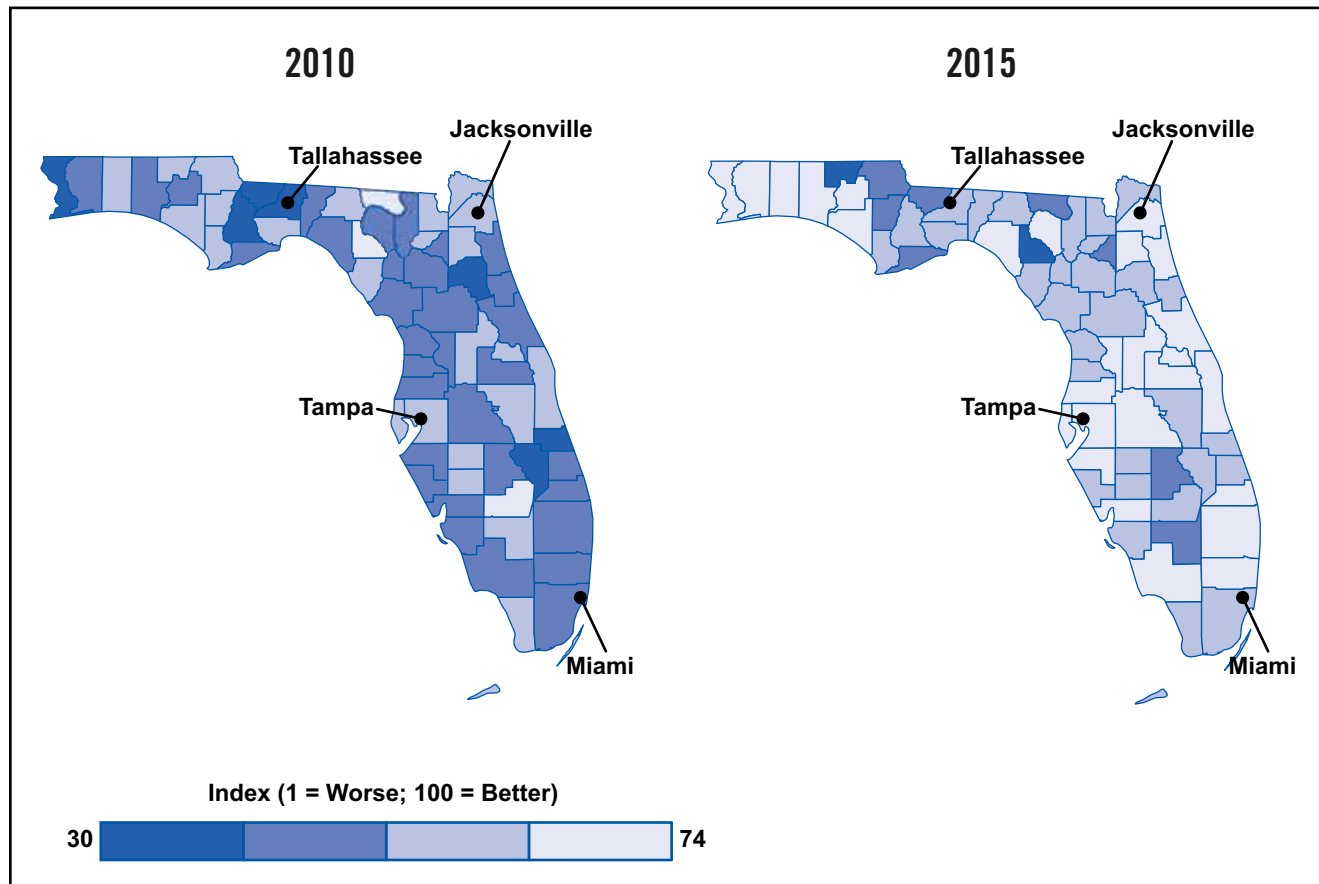 2010
2015
Jacksonville
Tallahassee
Tampa
Miami
Jacksonville
Tallahassee
Tampa
Miami
Index (1 = Worse; 100 = Better)
30
74